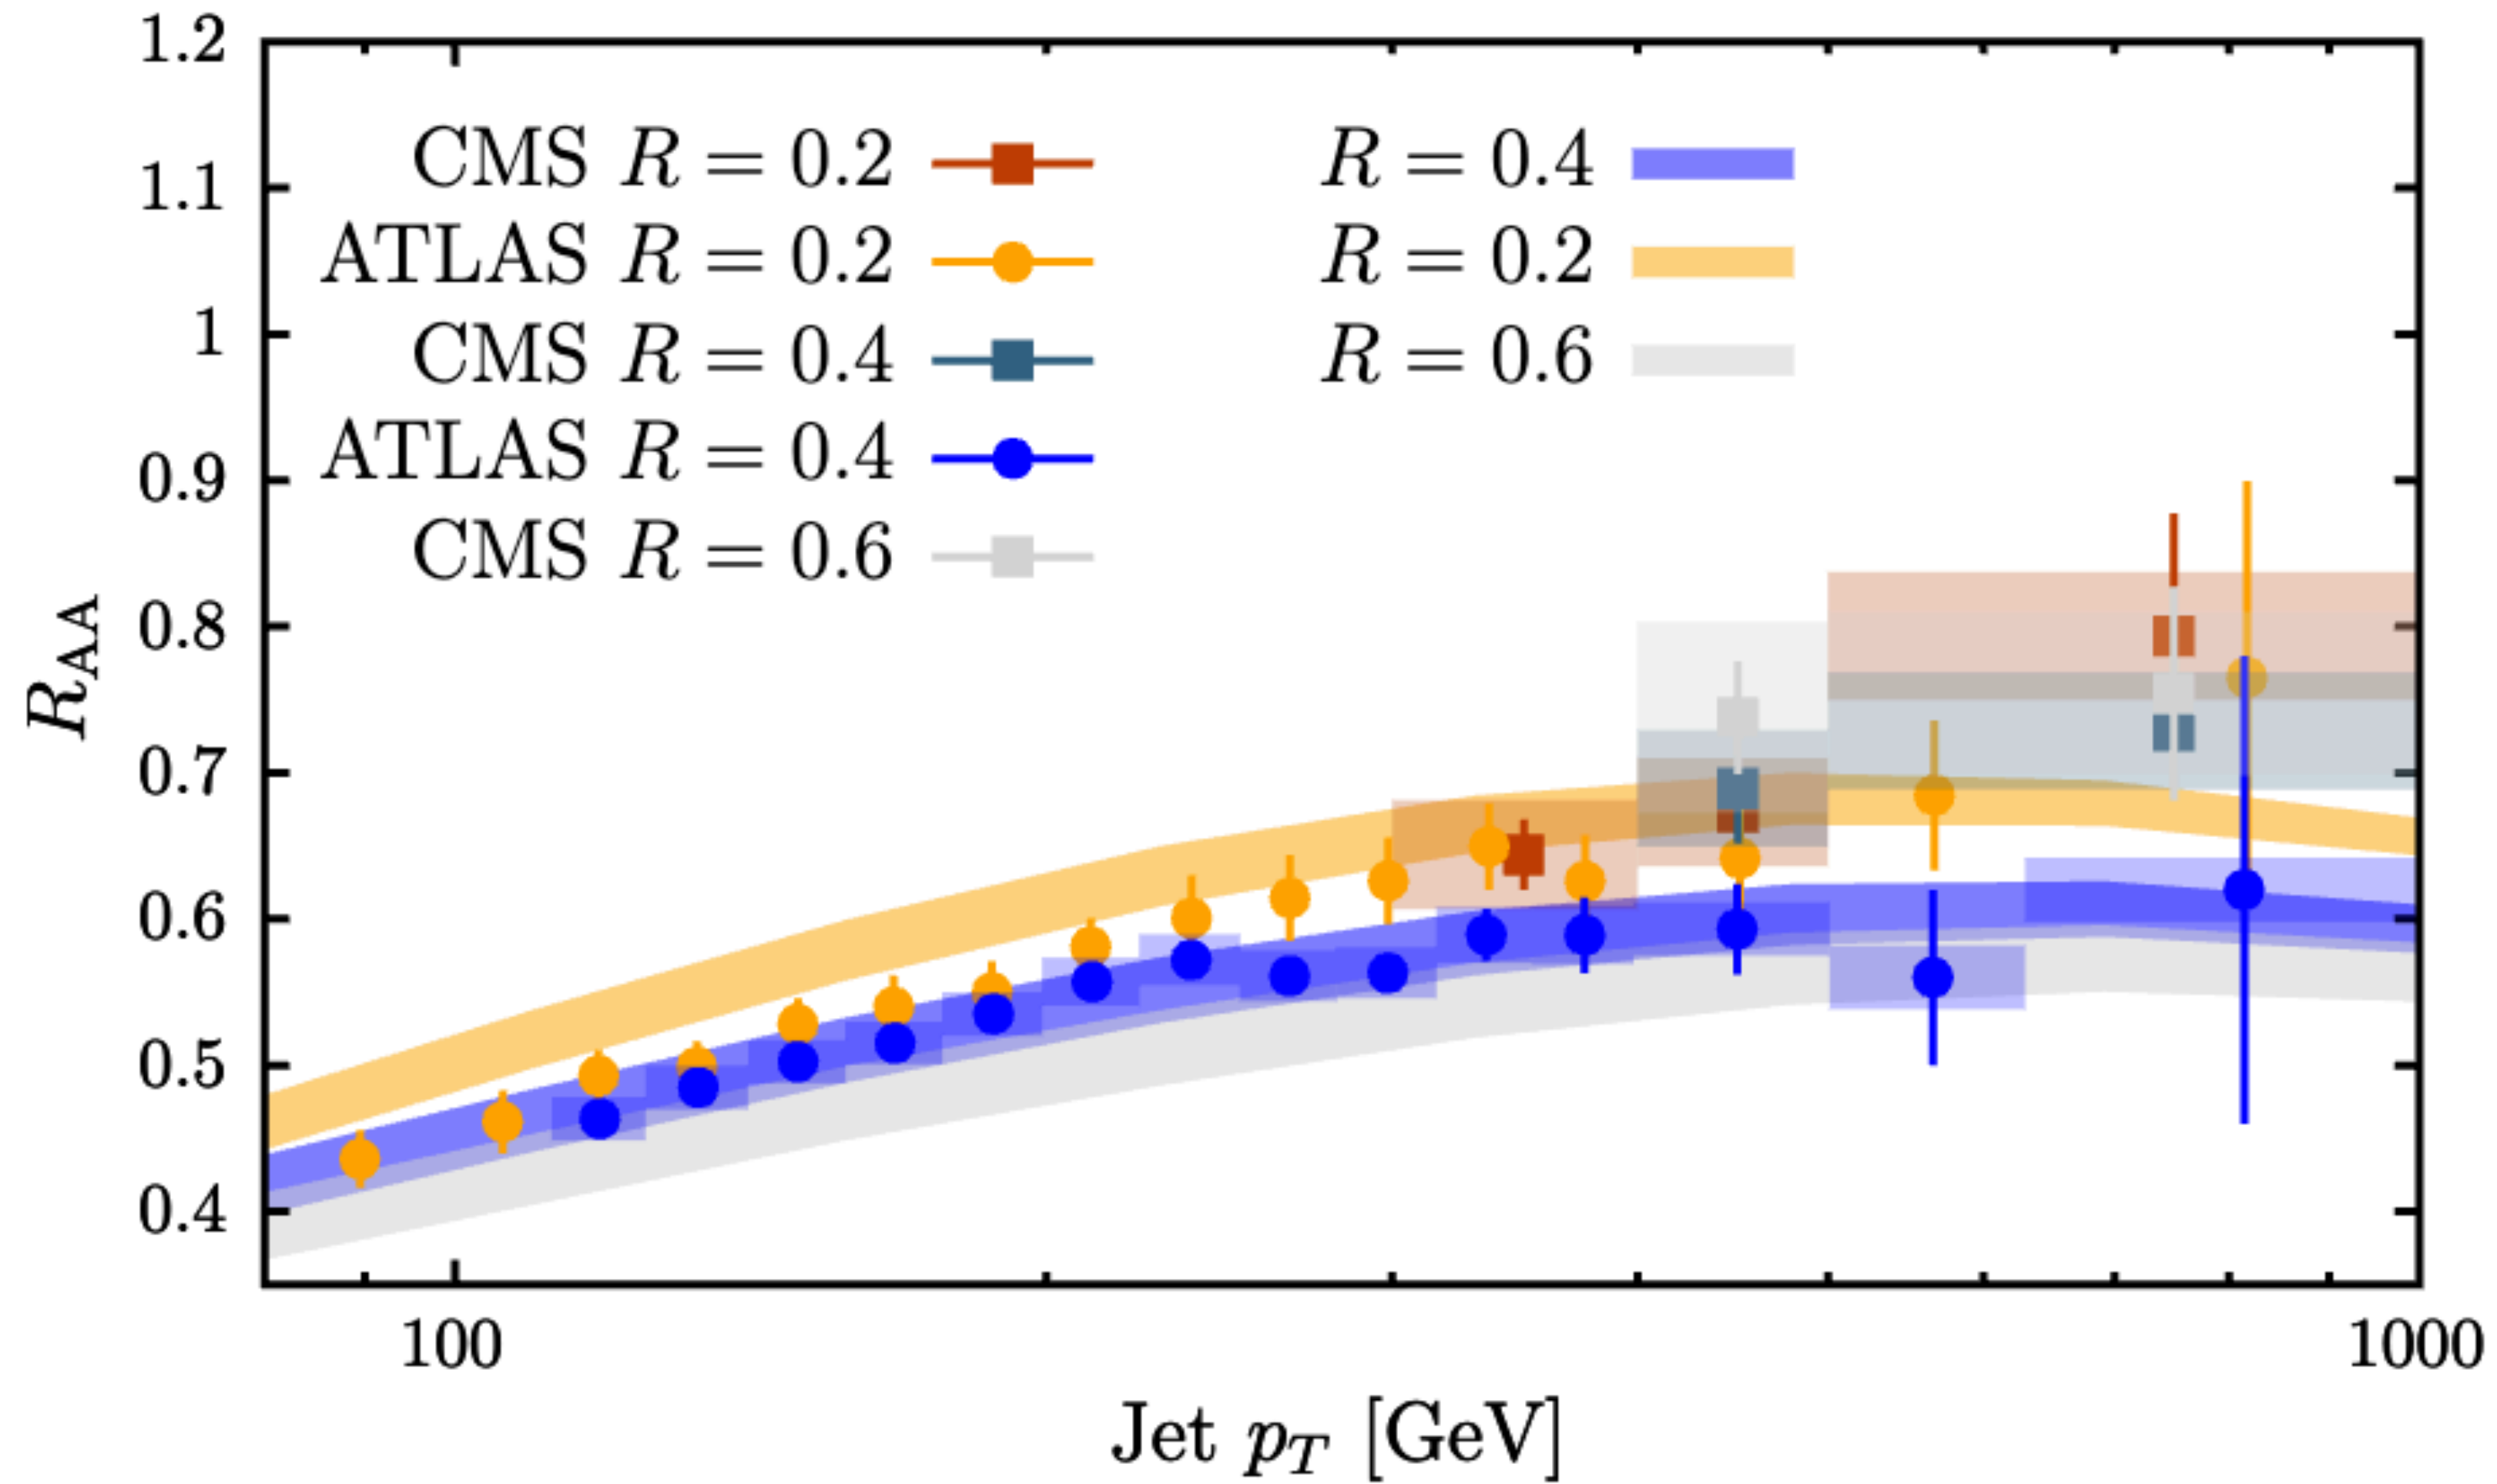 1.2
1.1
1
0.9
0.8
0.7
0.6
0.5
0.4
R_AA
CMS R = 0.2
ATLAS R = 0.2
CMS R = 0.4
ATLAS R = 0.4
CMS R = 0.6
R = 0.4
R = 0.2
R = 0.6
100
1000
Jet p_T [GeV]